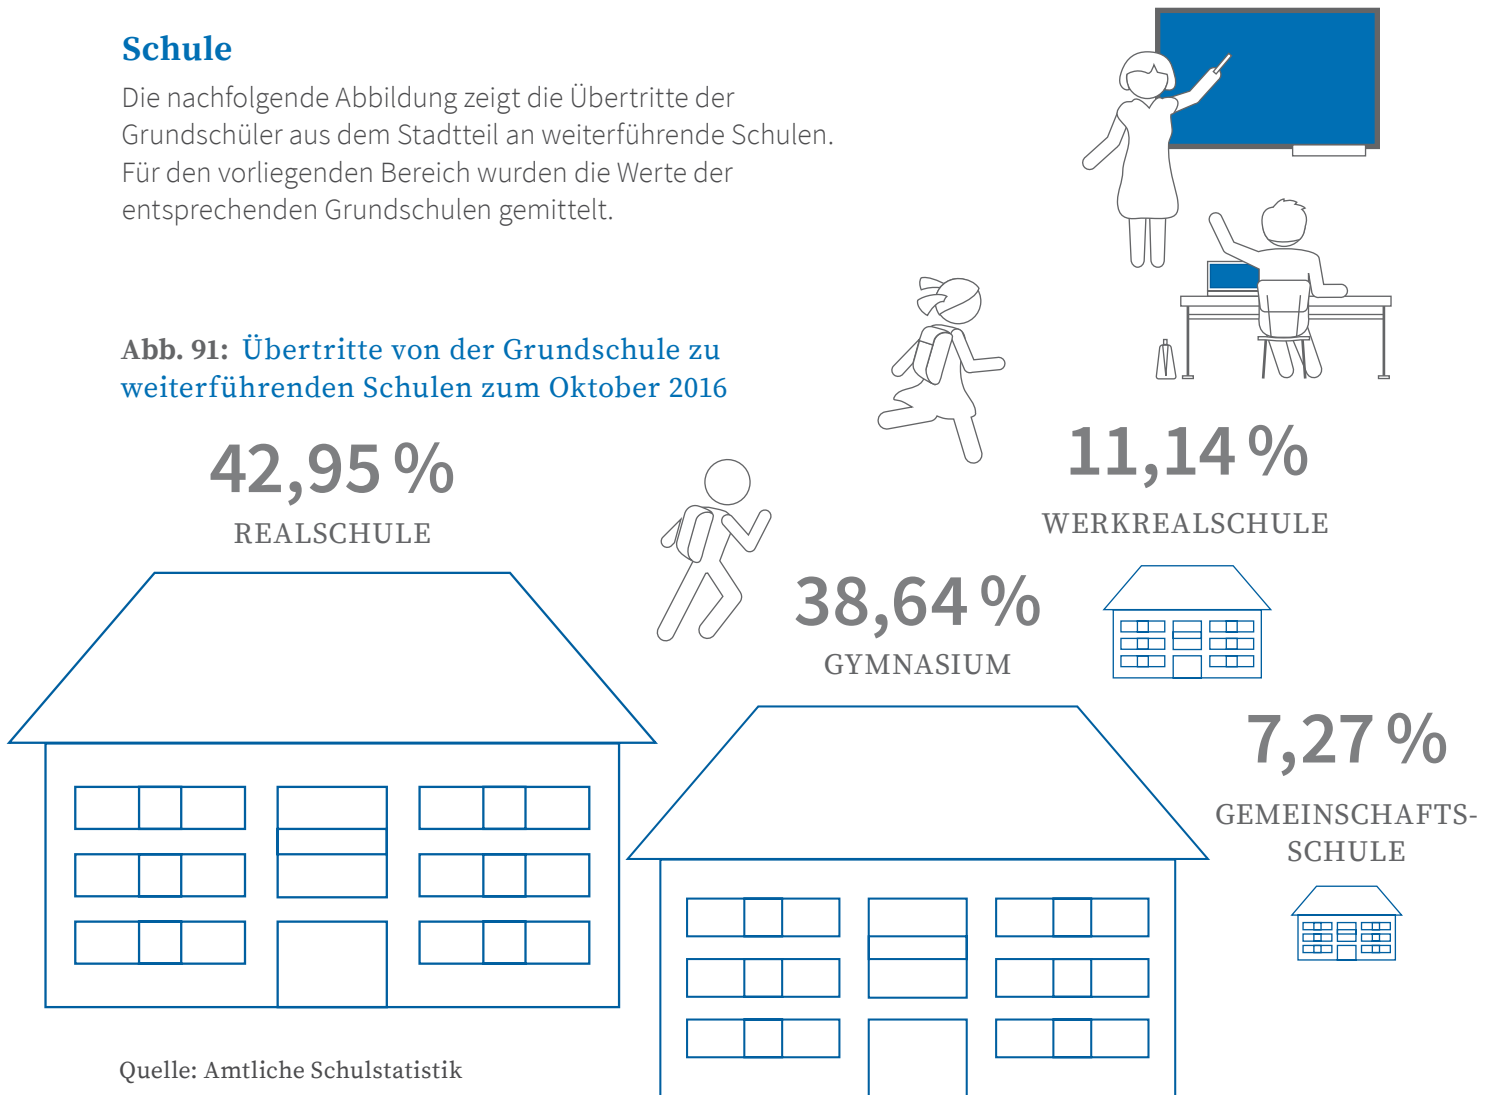 Schule
Die nachfolgende Abbildung zeigt die Übertritte der
Grundschüler aus dem Stadtteil an weiterführende Schulen.
Für den vorliegenden Bereich wurden die Werte der
entsprechenden Grundschulen gemittelt.
Abb. 91: Übertritte von der Grundschule zu
weiterführenden Schulen zum Oktober 2016
42,95 %
REALSCHULE
11,14 %
WERKREALSCHULE
38,64 %
GYMNASIUM
7,27 %
GEMEINSCHAFTS-
SCHULE
Quelle: Amtliche Schulstatistik